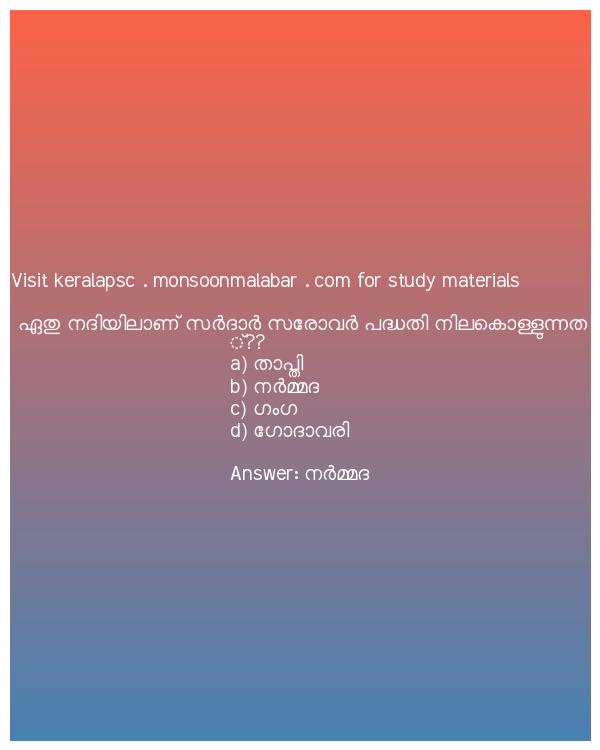 Visit keralapsc . monsoonmalabar . com for study materials
ഏതു നദിയിലാണ് സർദാർ സരോവർ പദ്ധതി നിലകൊള്ളുന്നത
്??
a) താപ്തി
b) നർമ്മദ
c) ഗംഗ
d) ഗോദാവരി
Answer: നർമ്മദ